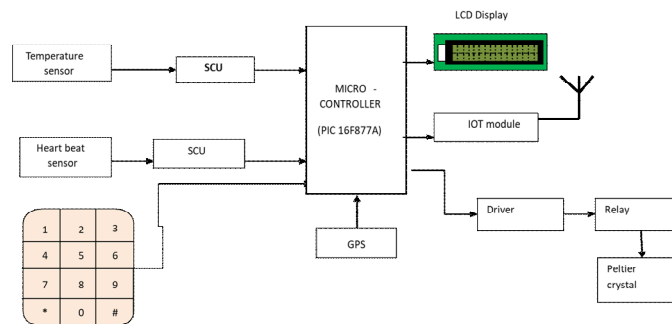 LCD Display
Temperature
sensor
SCU
MICRO -
CONTROLLER
(PIC 16F877A)
IOT module
Heart beat
sensor
SCU
Driver
Relay
GPS
Peltier
crystal
1 2 3
4 5 6
7 8 9
* 0 #